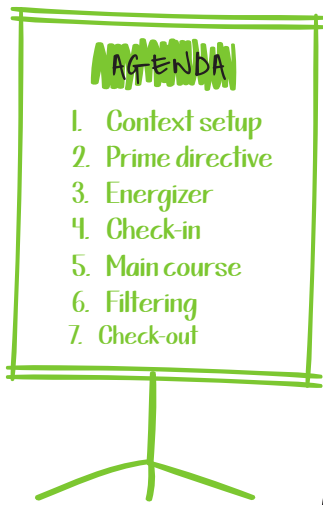 AGENDA
1. Context setup
2. Prime directive
3. Energizer
4. Check-in
5. Main course
6. Filtering
7. Check-out